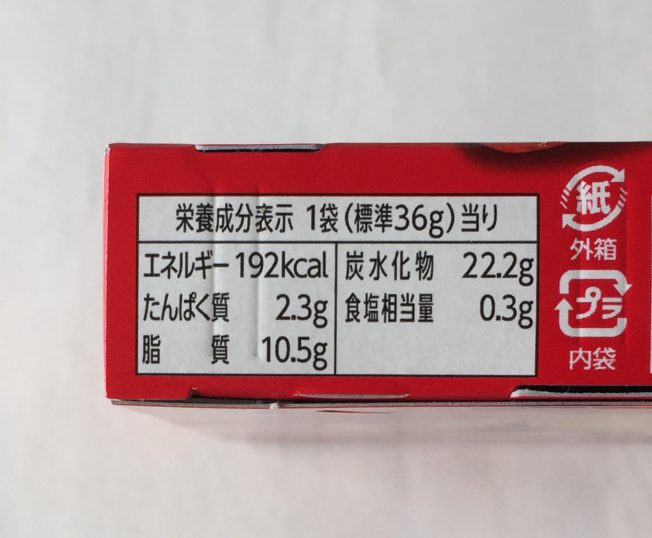 栄養成分表示 1袋(標準36g)当り
エネルギー 192kcal
たんぱく質 2.3g
脂質 10.5g
炭水化物 22.2g
食塩相当量 0.3g
紙
外箱
プラ
内袋